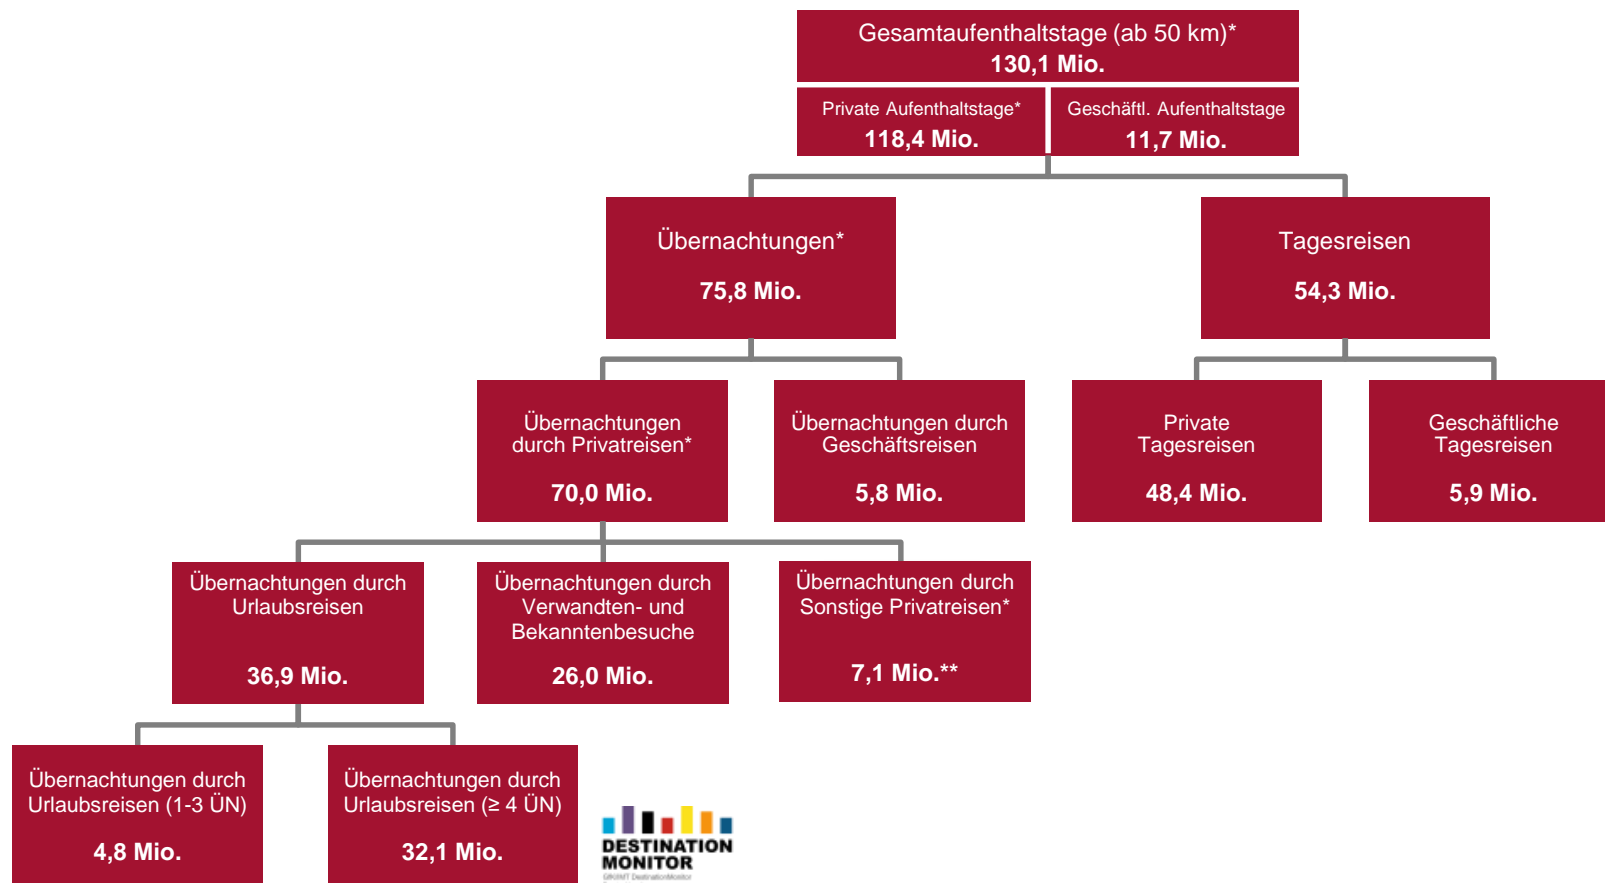 Gesamtaufenthaltstage (ab 50 km)*
130,1 Mio.
Private Aufenthaltstage*
118,4 Mio.
Geschäftl. Aufenthaltstage
11,7 Mio.
Übernachtungen*
75,8 Mio.
Tagesreisen
54,3 Mio.
Übernachtungen
durch Privatreisen*
70,0 Mio.
Übernachtungen durch
Geschäftsreisen
5,8 Mio.
Private
Tagesreisen
48,4 Mio.
Geschäftliche
Tagesreisen
5,9 Mio.
Übernachtungen durch
Urlaubsreisen
36,9 Mio.
Übernachtungen durch
Verwandten- und
Bekanntenbesuche
26,0 Mio.
Übernachtungen durch
Sonstige Privatreisen*
7,1 Mio.**
Übernachtungen durch
Urlaubsreisen (1-3 ÜN)
4,8 Mio.
Übernachtungen durch
Urlaubsreisen (≥ 4 ÜN)
32,1 Mio.
DESTINATION
MONITOR
GfK/IMT DestinationMonitor